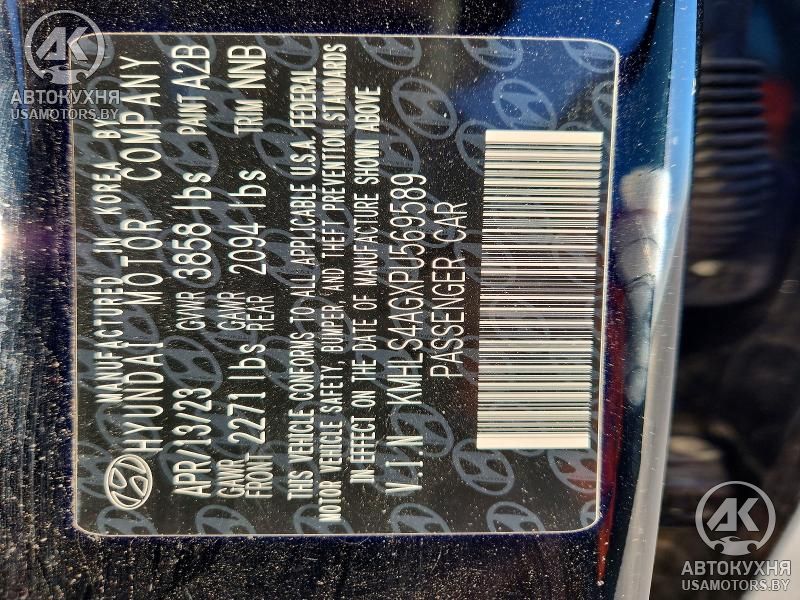 MANUFACTURED IN KOREA BY
HYUNDAI MOTOR COMPANY
APR/13/23 GVWR 3858 lbs PAINT A2B
GAWR FRONT 2271 lbs GAWR REAR 2094 lbs TRIM NNB
THIS VEHICLE CONFORMS TO ALL APPLICABLE U.S.A. FEDERAL
MOTOR VEHICLE SAFETY, BUMPER, AND THEFT PREVENTION STANDARDS
IN EFFECT ON THE DATE OF MANUFACTURE SHOWN ABOVE
V.I.N KMHLS4AGXPU569589
PASSENGER CAR
АК
АВТОКУХНЯ
USAMOTORS.BY
АК
АВТОКУХНЯ
USAMOTORS.BY